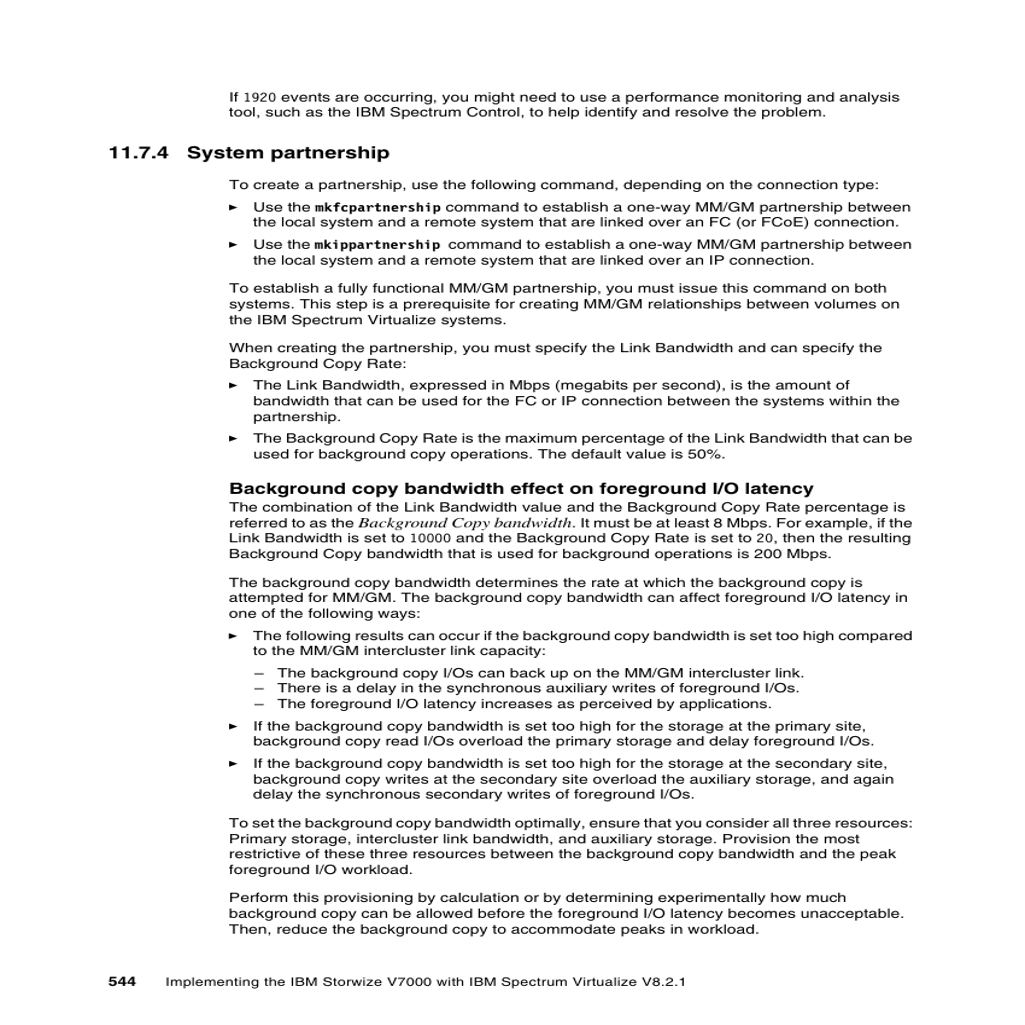 If 1920 events are occurring, you might need to use a performance monitoring and analysis
tool, such as the IBM Spectrum Control, to help identify and resolve the problem.
11.7.4 System partnership
To create a partnership, use the following command, depending on the connection type:
► Use the mkfcpartnership command to establish a one-way MM/GM partnership between
the local system and a remote system that are linked over an FC (or FCoE) connection.
► Use the mkippartnership command to establish a one-way MM/GM partnership between
the local system and a remote system that are linked over an IP connection.
To establish a fully functional MM/GM partnership, you must issue this command on both
systems. This step is a prerequisite for creating MM/GM relationships between volumes on
the IBM Spectrum Virtualize systems.
When creating the partnership, you must specify the Link Bandwidth and can specify the
Background Copy Rate:
► The Link Bandwidth, expressed in Mbps (megabits per second), is the amount of
bandwidth that can be used for the FC or IP connection between the systems within the
partnership.
► The Background Copy Rate is the maximum percentage of the Link Bandwidth that can be
used for background copy operations. The default value is 50%.
Background copy bandwidth effect on foreground I/O latency
The combination of the Link Bandwidth value and the Background Copy Rate percentage is
referred to as the Background Copy bandwidth. It must be at least 8 Mbps. For example, if the
Link Bandwidth is set to 10000 and the Background Copy Rate is set to 20, then the resulting
Background Copy bandwidth that is used for background operations is 200 Mbps.
The background copy bandwidth determines the rate at which the background copy is
attempted for MM/GM. The background copy bandwidth can affect foreground I/O latency in
one of the following ways:
► The following results can occur if the background copy bandwidth is set too high compared
to the MM/GM intercluster link capacity:
– The background copy I/Os can back up on the MM/GM intercluster link.
– There is a delay in the synchronous auxiliary writes of foreground I/Os.
– The foreground I/O latency increases as perceived by applications.
► If the background copy bandwidth is set too high for the storage at the primary site,
background copy read I/Os overload the primary storage and delay foreground I/Os.
► If the background copy bandwidth is set too high for the storage at the secondary site,
background copy writes at the secondary site overload the auxiliary storage, and again
delay the synchronous secondary writes of foreground I/Os.
To set the background copy bandwidth optimally, ensure that you consider all three resources:
Primary storage, intercluster link bandwidth, and auxiliary storage. Provision the most
restrictive of these three resources between the background copy bandwidth and the peak
foreground I/O workload.
Perform this provisioning by calculation or by determining experimentally how much
background copy can be allowed before the foreground I/O latency becomes unacceptable.
Then, reduce the background copy to accommodate peaks in workload.
544 Implementing the IBM Storwize V7000 with IBM Spectrum Virtualize V8.2.1